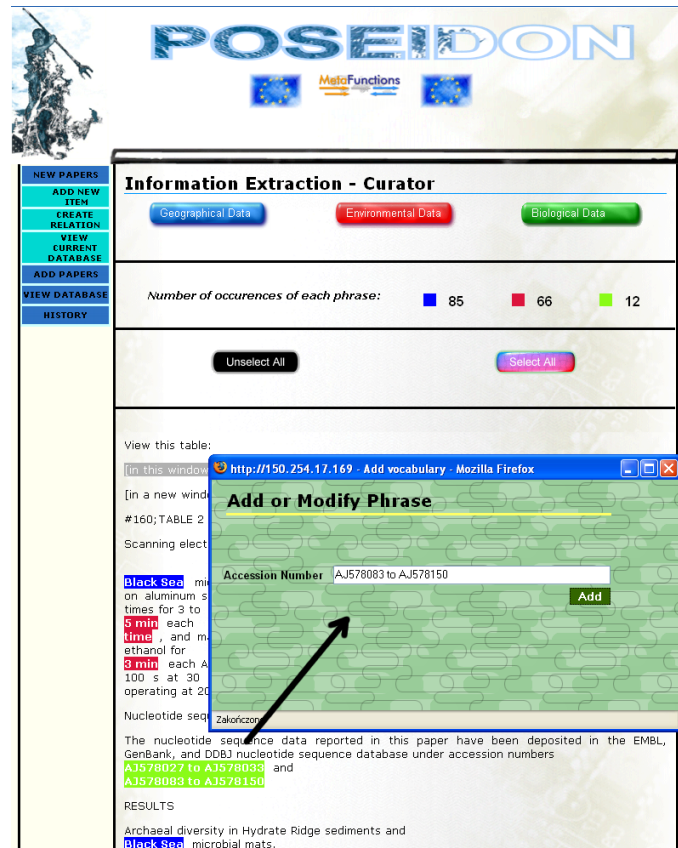 POSEIDON
MetaFunctions
NEW PAPERS
ADD NEW
ITEM
CREATE
RELATION
VIEW
CURRENT
DATABASE
ADD PAPERS
VIEW DATABASE
HISTORY
Information Extraction - Curator
Geographical Data
Environmental Data
Biological Data
Number of occurences of each phrase:
85
66
12
Unselect All
Select All
View this table:
[in this window
[in a new wind
#160;TABLE 2
Scanning elect
Black Sea mi
on aluminum s
times for 3 to
5 min each
time , and m
ethanol for
3 min each A
100 s at 30
operating at 20
Nucleotide sequ
http://150.254.17.169 - Add vocabulary - Mozilla Firefox
Add or Modify Phrase
Accession Number AJ578083 to AJ578150
Add
Zakończono
The nucleotide sequence data reported in this paper have been deposited in the EMBL,
GenBank, and DDBJ nucleotide sequence database under accession numbers
AJ578027 to AJ578033 and
AJ578083 to AJ578150
RESULTS
Archaeal diversity in Hydrate Ridge sediments and
Black Sea microbial mats.